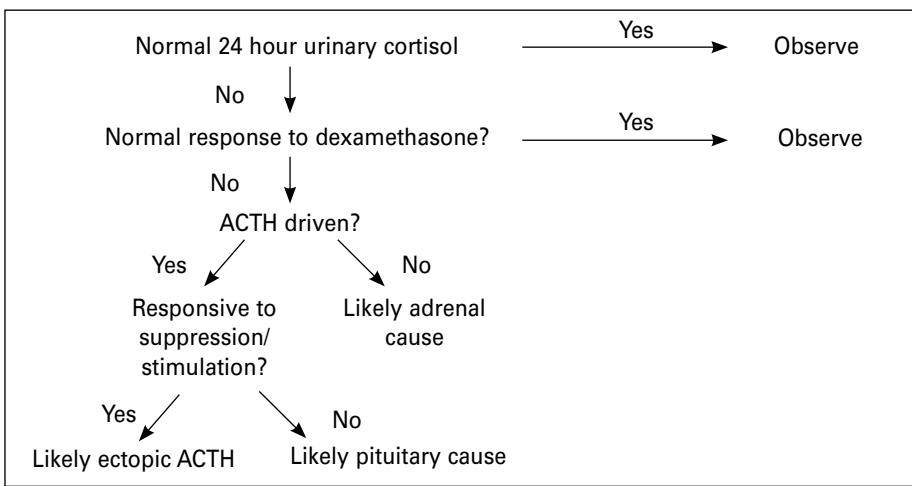 Normal 24 hour urinary cortisol
Yes
Observe
No
Normal response to dexamethasone?
Yes
Observe
No
ACTH driven?
Yes
No
Responsive to
suppression/
stimulation?
Likely adrenal
cause
Yes
No
Likely ectopic ACTH
Likely pituitary cause